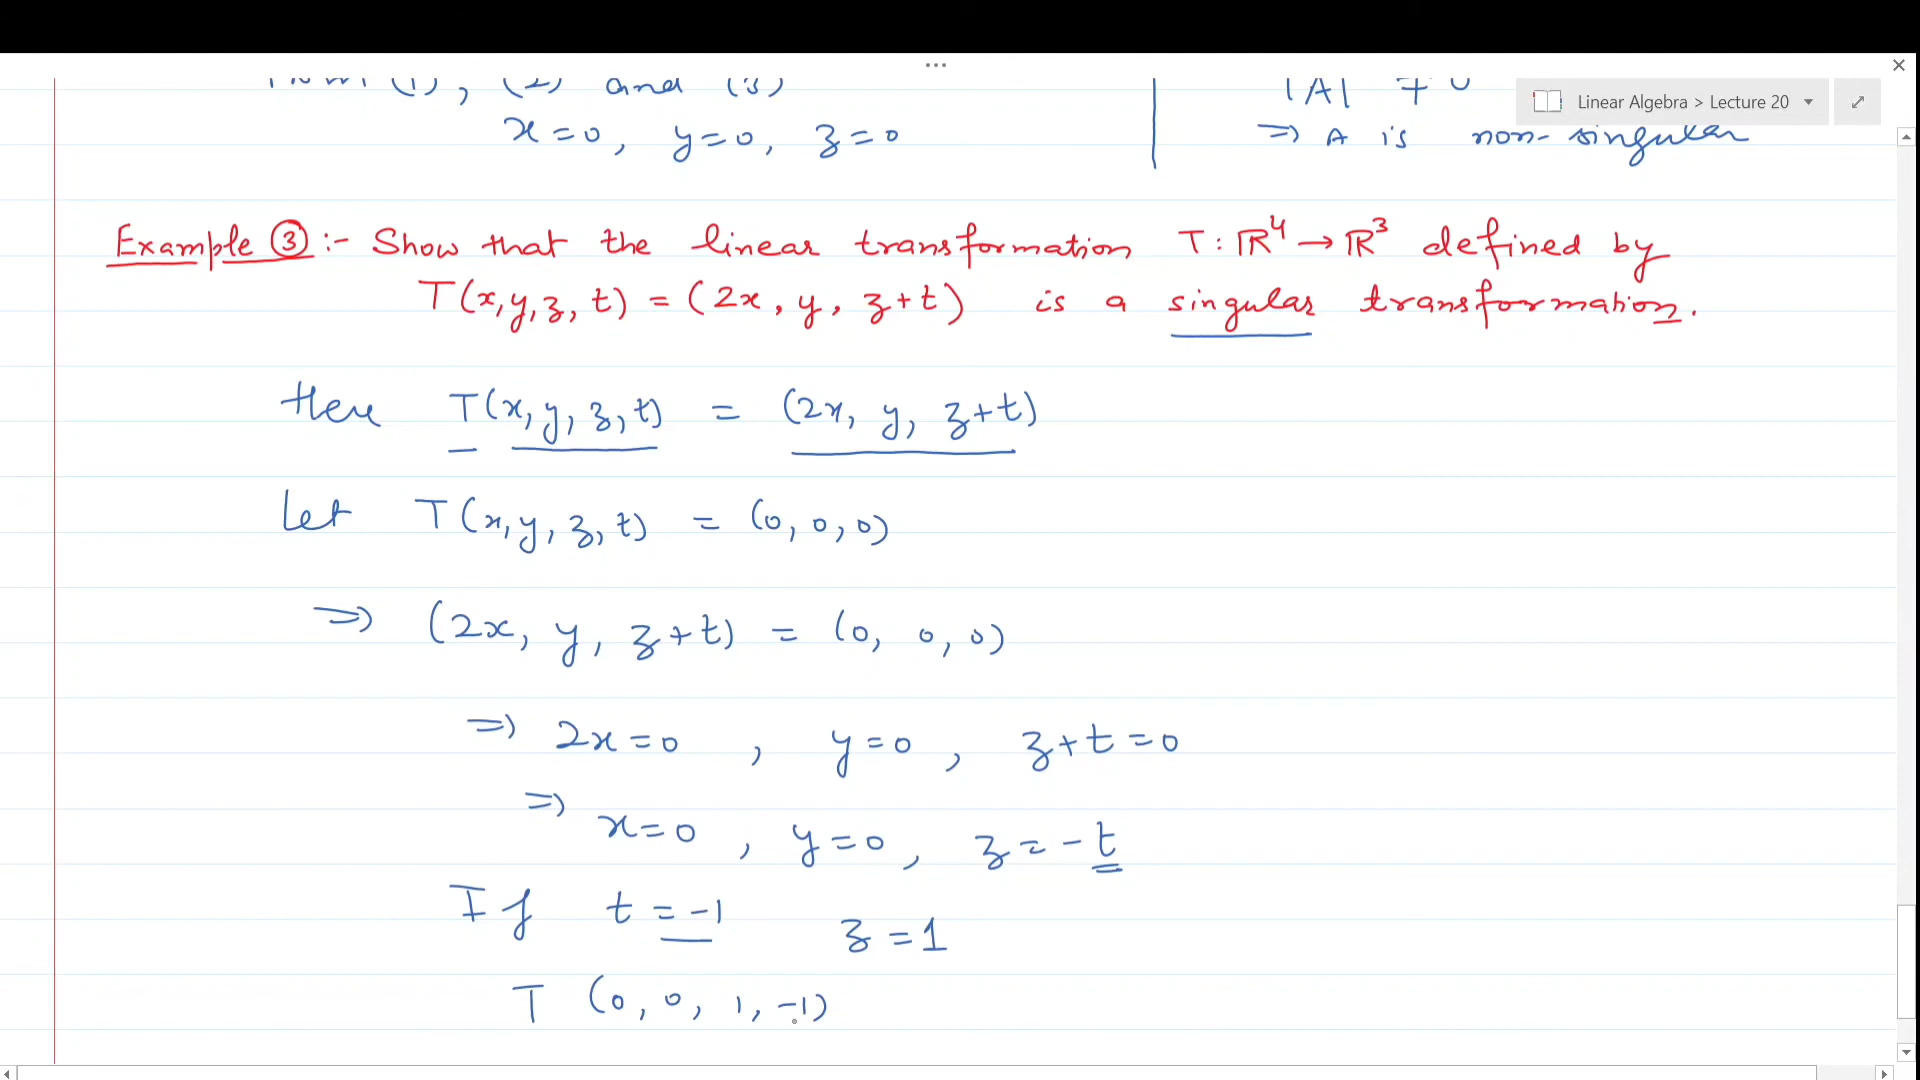 (1), (2) and (3)
x=0, y=0, z=0
|A| ≠ 0
⇒ A is non-singular
Linear Algebra > Lecture 20
Example ③ :- Show that the linear transformation T: ℝ⁴ → ℝ³ defined by
T(x,y,z, t) = (2x, y, z+t) is a singular transformation.
Here T(x, y, z, t) = (2x, y, z+t)
Let T(x, y, z, t) = (0, 0, 0)
⇒ (2x, y, z+t) = (0, 0, 0)
⇒ 2x=0 , y=0 , z+t=0
⇒ x=0 , y=0 , z = -t
If t = -1 z = 1
T (0, 0, 1, -1)